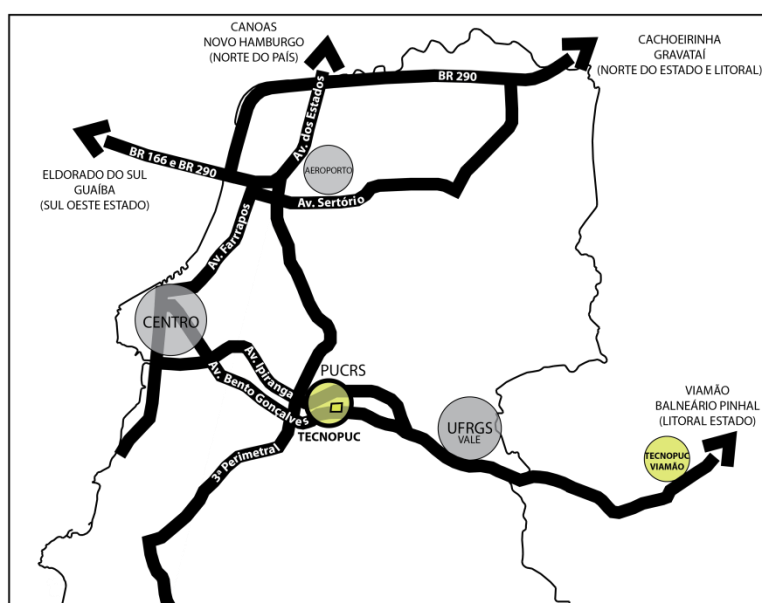 CANOAS
NOVO HAMBURGO
(NORTE DO PAÍS)
CACHOEIRINHA
GRAVATAÍ
(NORTE DO ESTADO E LITORAL)
BR 290
Av. dos Estados
BR 166 e BR 290
ELDORADO DO SUL
GUAÍBA
(SUL OESTE ESTADO)
AEROPORTO
Av. Sertório
Av. Farrrapos
CENTRO
Av. Ipiranga
Av. Bento Gonçalves
PUCRS
TECNOPUC
3ª Perimetral
UFRGS
VALE
VIAMÃO
BALNEÁRIO PINHAL
(LITORAL ESTADO)
TECNOPUC
VIAMÃO